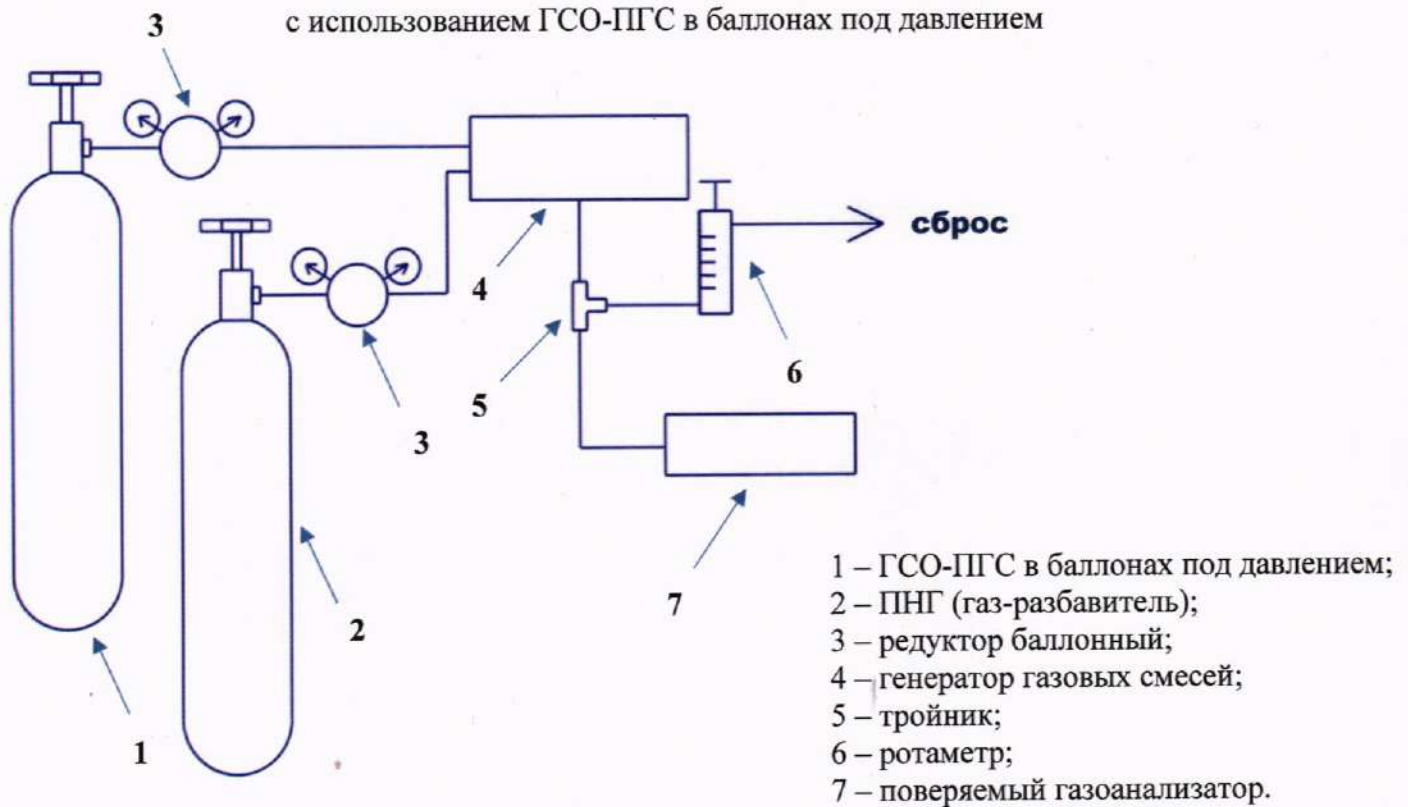 с использованием ГСО-ПГС в баллонах под давлением
3
сброс
4
6
5
3
7
2
1
1 – ГСО-ПГС в баллонах под давлением;
2 – ПНГ (газ-разбавитель);
3 – редуктор баллонный;
4 – генератор газовых смесей;
5 – тройник;
6 – ротаметр;
7 – поверяемый газоанализатор.